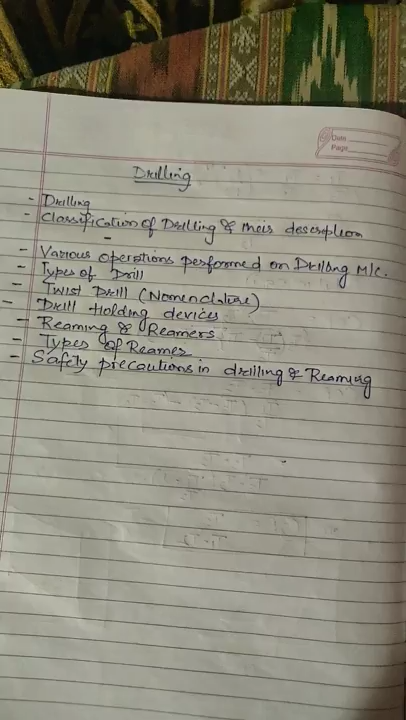 Date
Page
Drilling
- Drilling
- Classification of Drilling & their description
- Various operations performed on Drilling M/c.
- Types of Drill
- Twist Drill (Nomenclature)
- Drill Holding devices
- Reaming & Reamers
- Types of Reamer
- Safety precautions in drilling & Reaming